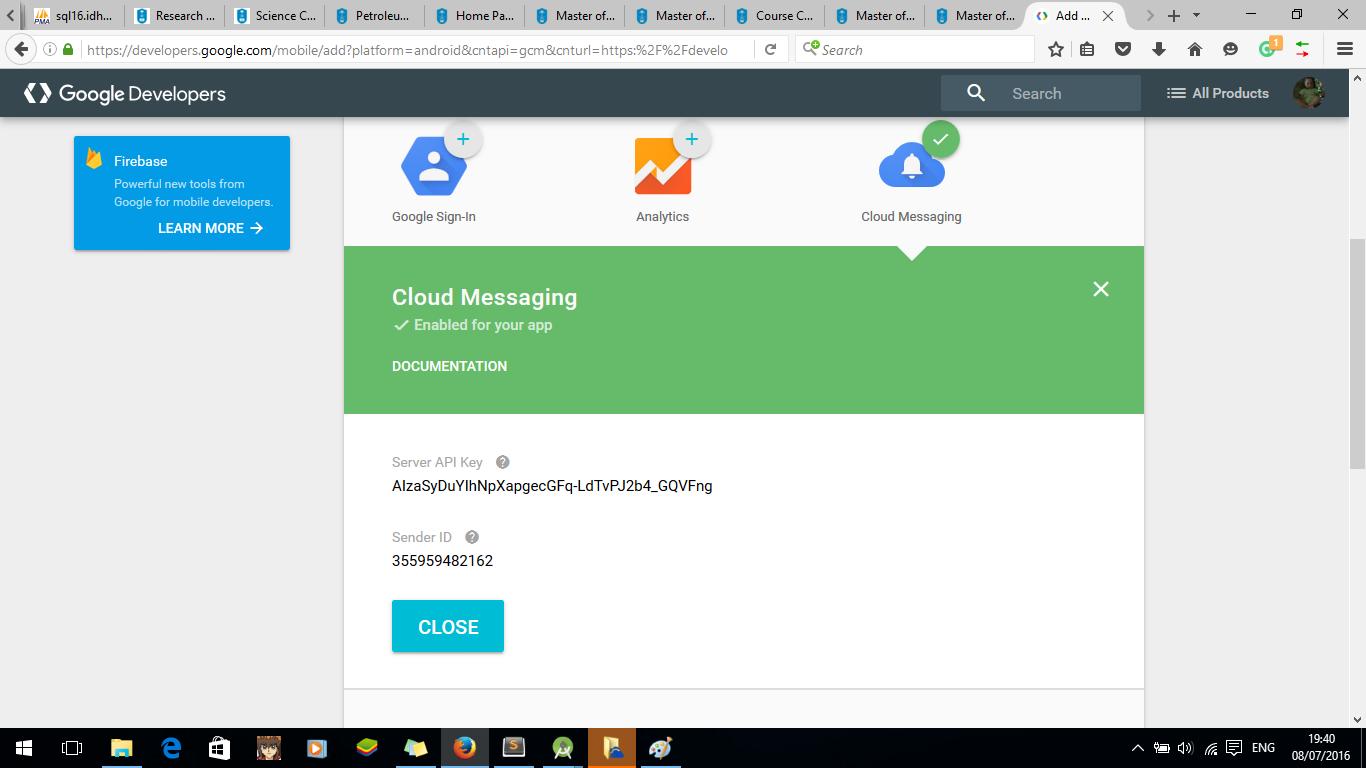 sql16.idh...
Research ...
Science C...
Petroleu...
Home Pa...
Master of...
Master of...
Course C...
Master of...
Master of...
Add ...
https://developers.google.com/mobile/add?platform=android&cntapi=gcm&cnturl=https:%2F%2Fdevelo
Search
1
Google Developers
Search
All Products
Firebase
Powerful new tools from
Google for mobile developers.
LEARN MORE
Google Sign-In
Analytics
Cloud Messaging
Cloud Messaging
Enabled for your app
DOCUMENTATION
Server API Key
AIzaSyDuYIhNpXapgecGFq-LdTvPJ2b4_GQVFng
Sender ID
355959482162
CLOSE
ENG
19:40
08/07/2016